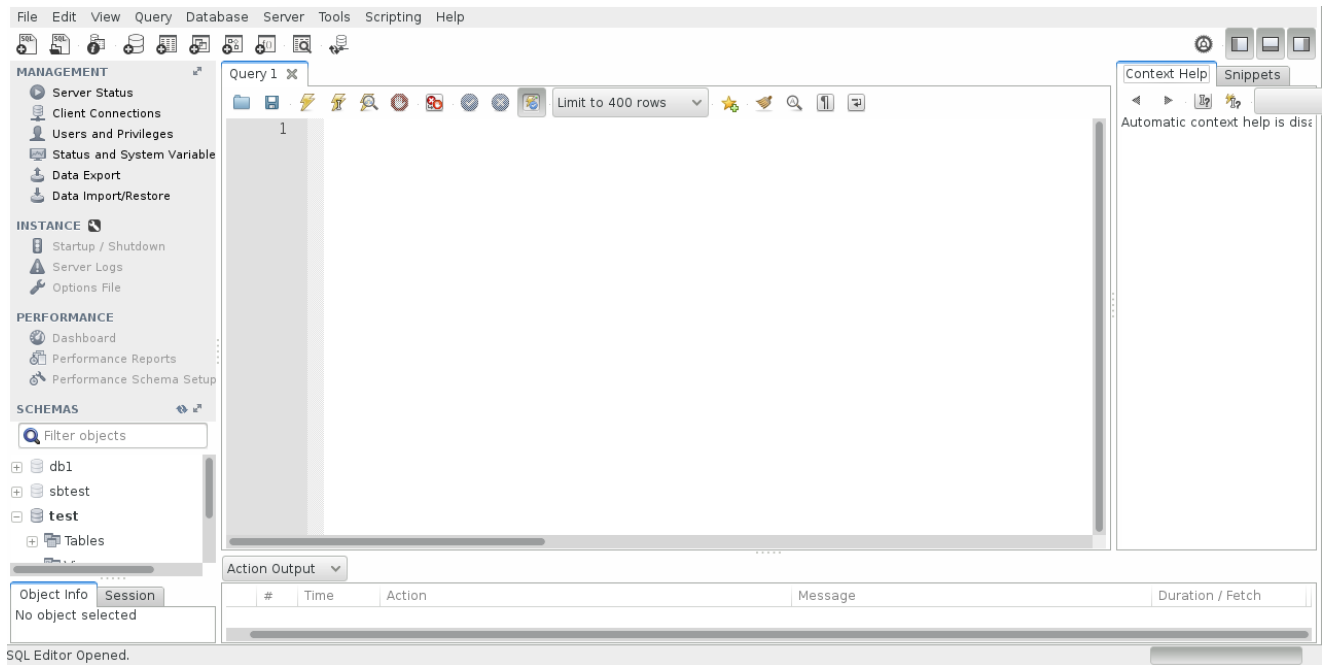 File Edit View Query Database Server Tools Scripting Help
MANAGEMENT
Server Status
Client Connections
Users and Privileges
Status and System Variable
Data Export
Data Import/Restore
INSTANCE
Startup / Shutdown
Server Logs
Options File
PERFORMANCE
Dashboard
Performance Reports
Performance Schema Setup
SCHEMAS
Filter objects
db1
sbtest
test
Tables
Object Info Session
No object selected
Query 1
Limit to 400 rows
1
Context Help Snippets
Automatic context help is disa
Action Output
# Time Action Message Duration / Fetch
SQL Editor Opened.